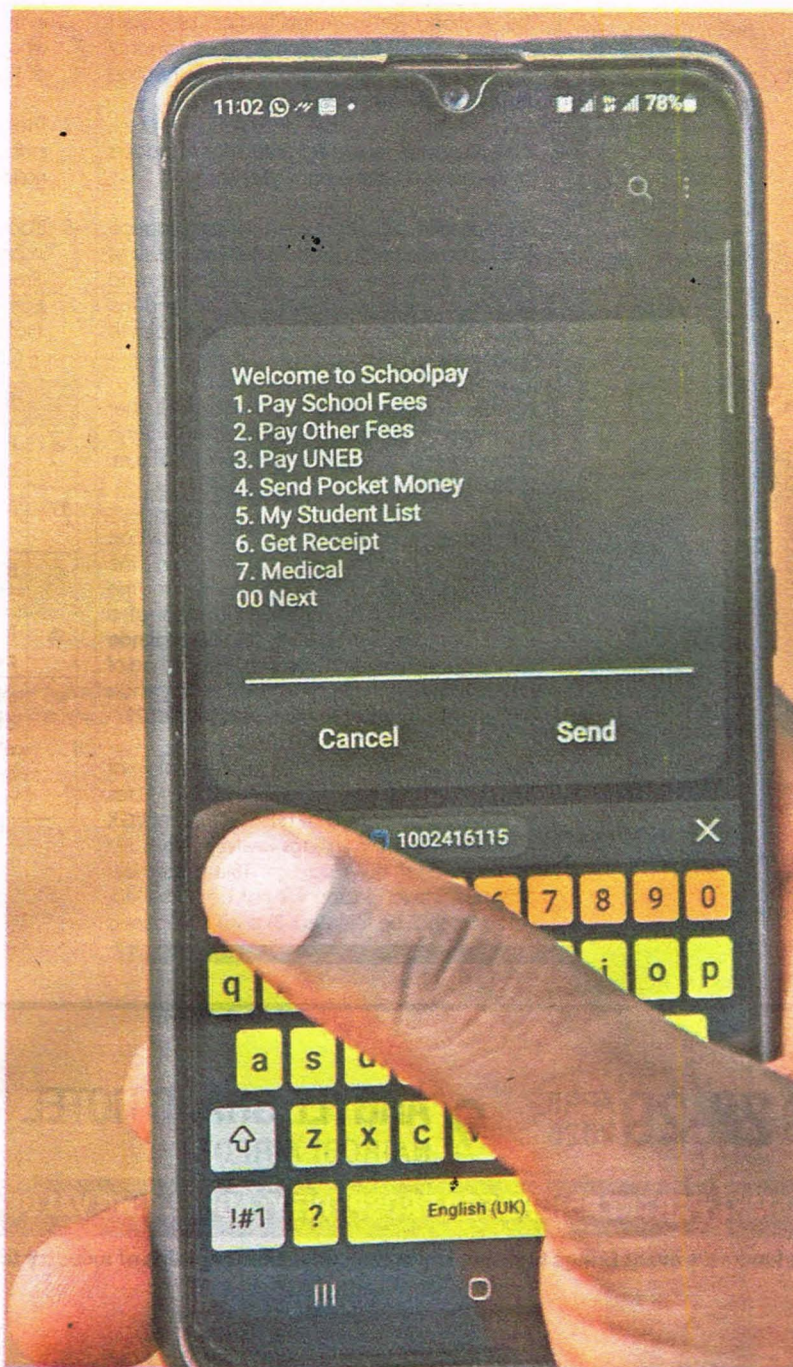 11:02 78%
Welcome to Schoolpay
1. Pay School Fees
2. Pay Other Fees
3. Pay UNEB
4. Send Pocket Money
5. My Student List
6. Get Receipt
7. Medical
00 Next
Cancel Send
1002416115
6 7 8 9 0
q i o p
a s d
z x c v
!#1 ? English (UK)